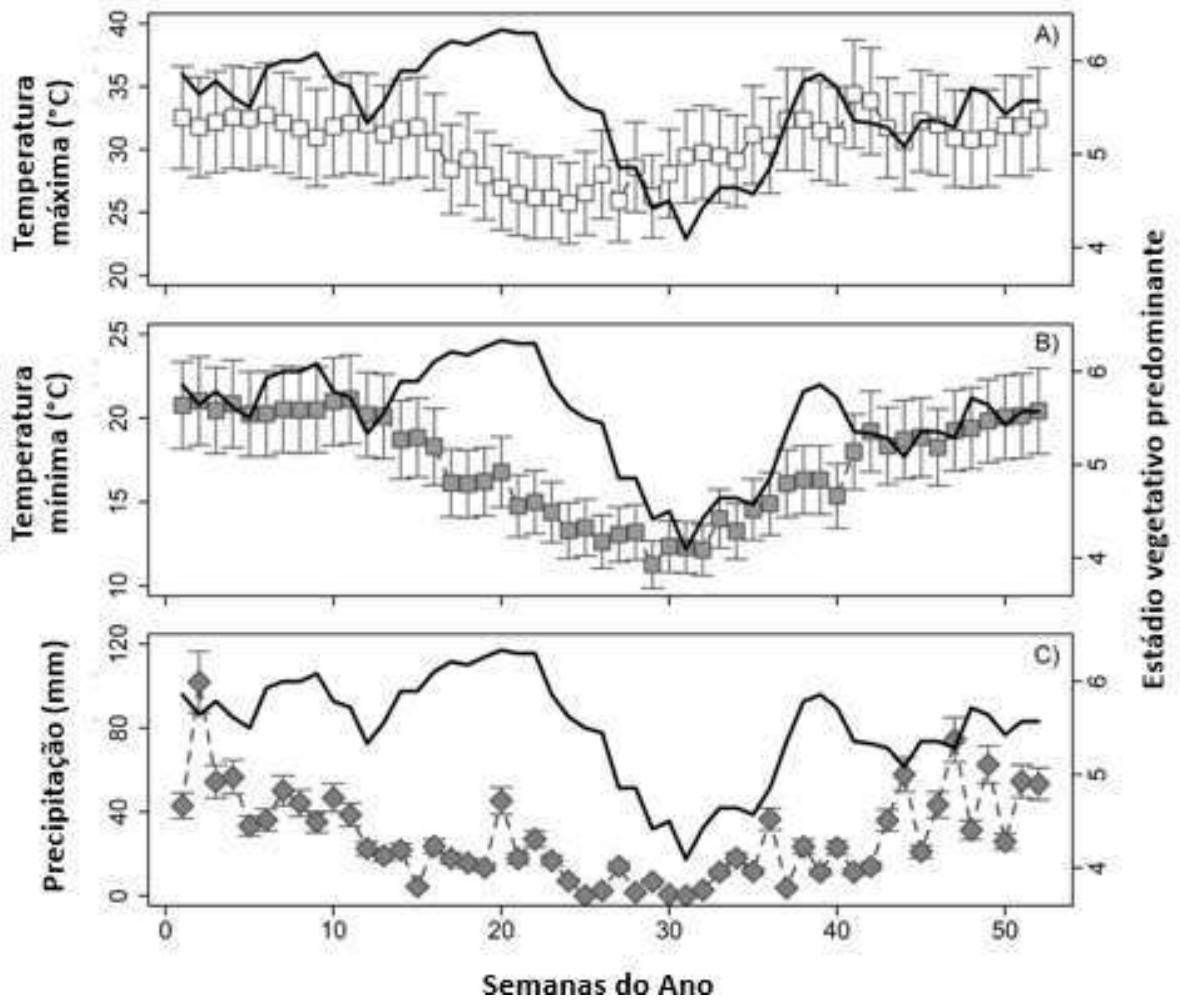 Temperatura
máxima (°C)
40
35
30
25
20
A)
6
5
4
Temperatura
mínima (°C)
25
20
15
10
B)
6
5
4
Estádio vegetativo predominante
Precipitação (mm)
120
80
40
0
C)
6
5
4
0 10 20 30 40 50
Semanas do Ano